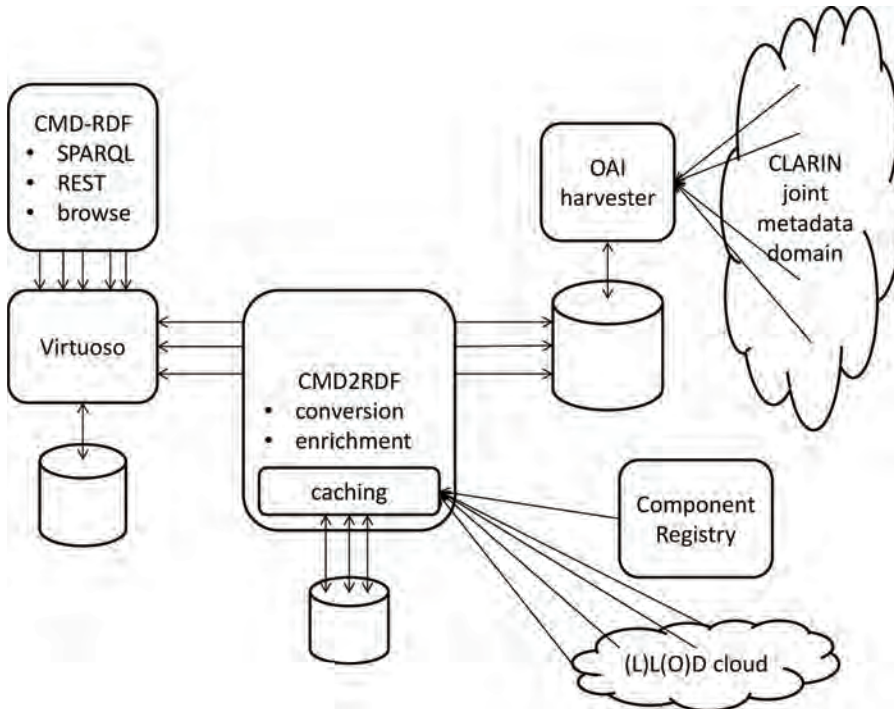 CMD-RDF
• SPARQL
• REST
• browse
Virtuoso
CMD2RDF
• conversion
• enrichment
caching
OAI
harvester
CLARIN
joint
metadata
domain
Component
Registry
(L)L(O)D cloud